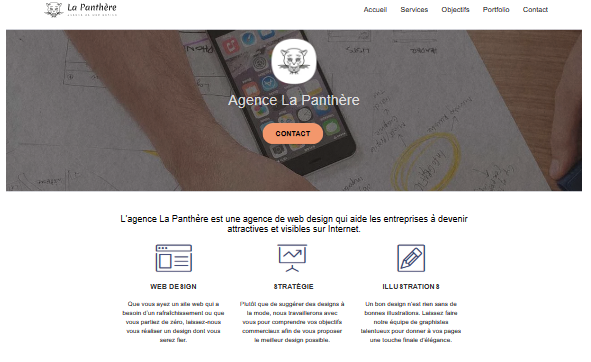 La Panthère
AGENCE DE WEB DESIGN
Accueil Services Objectifs Portfolio Contact
Agence La Panthère
CONTACT
L'agence La Panthère est une agence de web design qui aide les entreprises à devenir
attractives et visibles sur Internet.
WEB DESIGN
Que vous ayez un site web qui a
besoin d'un rafraîchissement ou que
vous partiez de zéro, laissez-nous
vous réaliser un design dont vous
serez fier.
STRATÉGIE
Plutôt que de suggérer des designs à
la mode, nous travaillerons avec
vous pour comprendre vos objectifs
commerciaux afin de vous proposer
le meilleur design possible.
ILLUSTRATIONS
Un bon design n'est rien sans de
bonnes illustrations. Laissez faire
notre équipe de graphistes
talentueux pour donner à vos pages
une touche finale d'élégance.